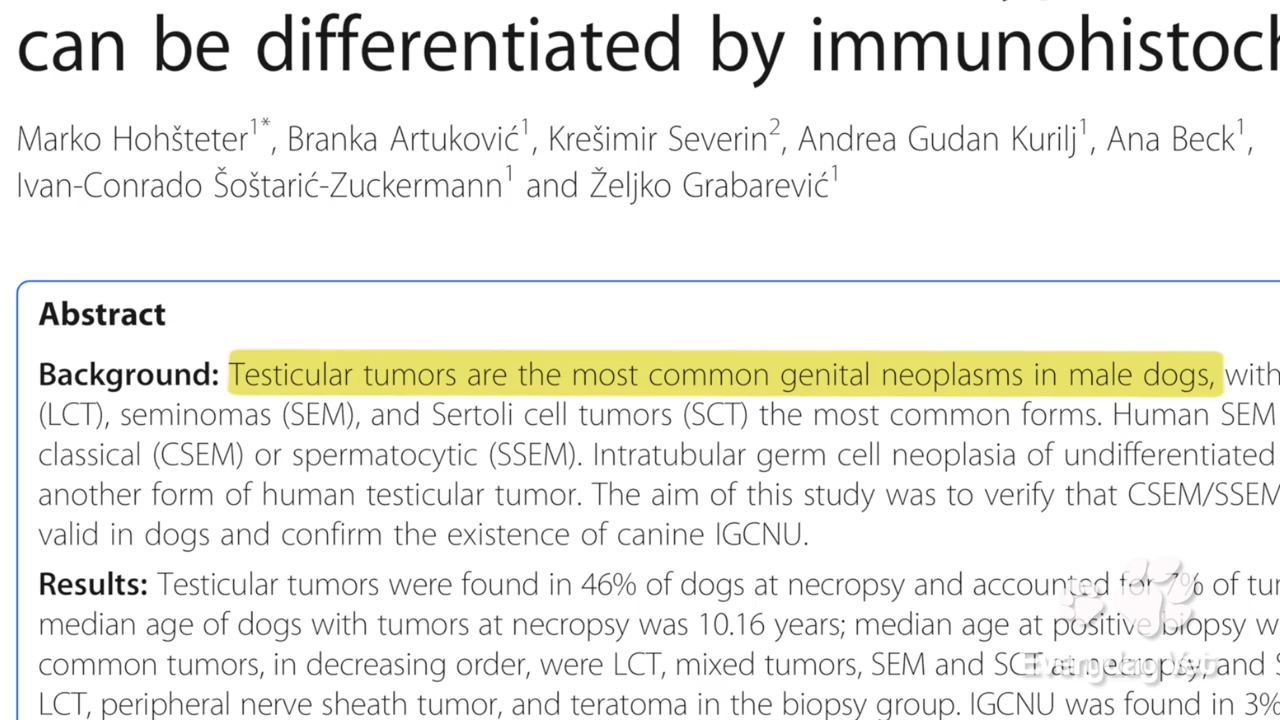 can be differentiated by immunohistoch
Marko Hohšteter1*, Branka Artuković1, Krešimir Severin2, Andrea Gudan Kurilj1, Ana Beck1,
Ivan-Conrado Šoštarić-Zuckermann1 and Željko Grabarević1
Abstract
Background: Testicular tumors are the most common genital neoplasms in male dogs, with
(LCT), seminomas (SEM), and Sertoli cell tumors (SCT) the most common forms. Human SEM
classical (CSEM) or spermatocytic (SSEM). Intratubular germ cell neoplasia of undifferentiated
another form of human testicular tumor. The aim of this study was to verify that CSEM/SSEM
valid in dogs and confirm the existence of canine IGCNU.
Results: Testicular tumors were found in 46% of dogs at necropsy and accounted for 7% of tum
median age of dogs with tumors at necropsy was 10.16 years; median age at positive biopsy w
common tumors, in decreasing order, were LCT, mixed tumors, SEM and SCT at necropsy, and S
LCT, peripheral nerve sheath tumor, and teratoma in the biopsy group. IGCNU was found in 3%